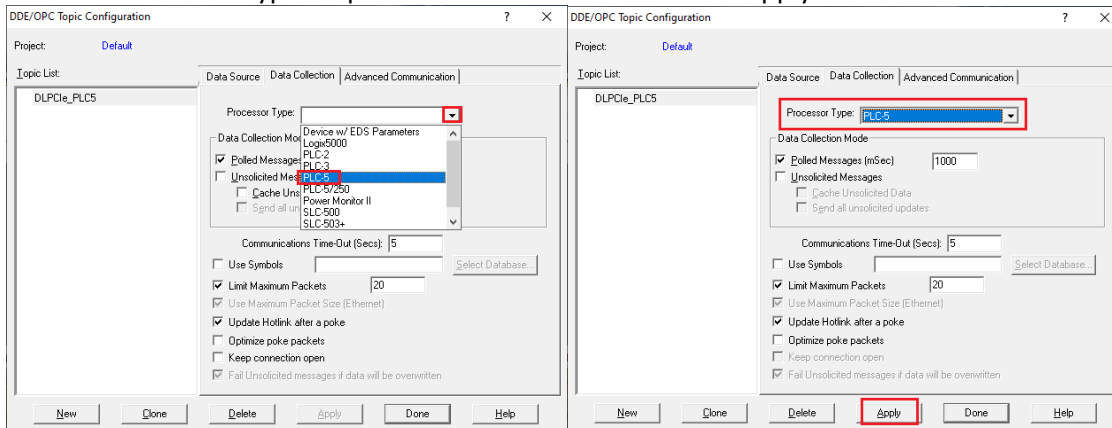 DDE/OPC Topic Configuration ? ×
Project: Default
Topic List:
DLPCIe_PLC5
Data Source Data Collection Advanced Communication
Processor Type:
Device w/ EDS Parameters
Logix5000
PLC-2
PLC-3
PLC-5
PLC-5/250
Power Monitor II
SLC-500
SLC-503+
Data Collection Mo
Polled Messages
Unsolicited Mes
Cache Uns
Send all un
Communications Time-Out (Secs): 5
Use Symbols Select Database...
Limit Maximum Packets 20
Use Maximum Packet Size (Ethernet)
Update Hotlink after a poke
Optimize poke packets
Keep connection open
Fail Unsolicited messages if data will be overwritten
New Clone Delete Apply Done Help
DDE/OPC Topic Configuration ? ×
Project: Default
Topic List:
DLPCIe_PLC5
Data Source Data Collection Advanced Communication
Processor Type: PLC-5
Data Collection Mode
Polled Messages (mSec) 1000
Unsolicited Messages
Cache Unsolicited Data
Send all unsolicited updates
Communications Time-Out (Secs): 5
Use Symbols Select Database...
Limit Maximum Packets 20
Use Maximum Packet Size (Ethernet)
Update Hotlink after a poke
Optimize poke packets
Keep connection open
Fail Unsolicited messages if data will be overwritten
New Clone Delete Apply Done Help